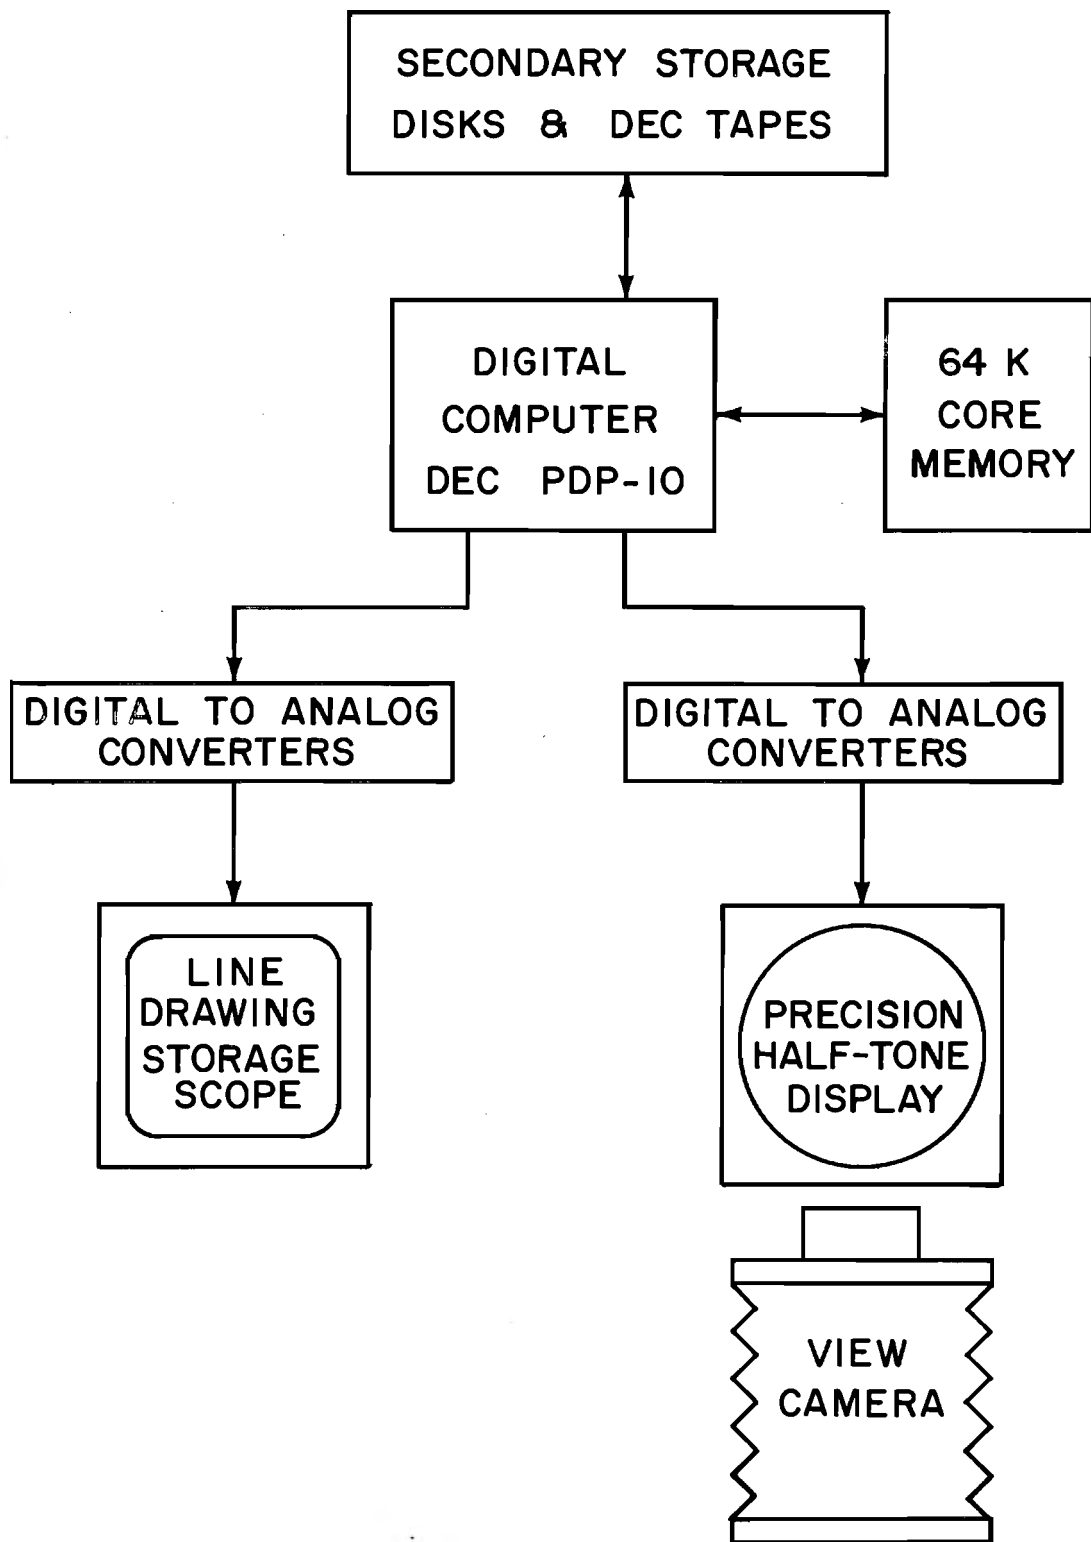 SECONDARY STORAGE
DISKS & DEC TAPES
DIGITAL
COMPUTER
DEC PDP-10
64 K
CORE
MEMORY
DIGITAL TO ANALOG
CONVERTERS
DIGITAL TO ANALOG
CONVERTERS
LINE
DRAWING
STORAGE
SCOPE
PRECISION
HALF-TONE
DISPLAY
VIEW
CAMERA